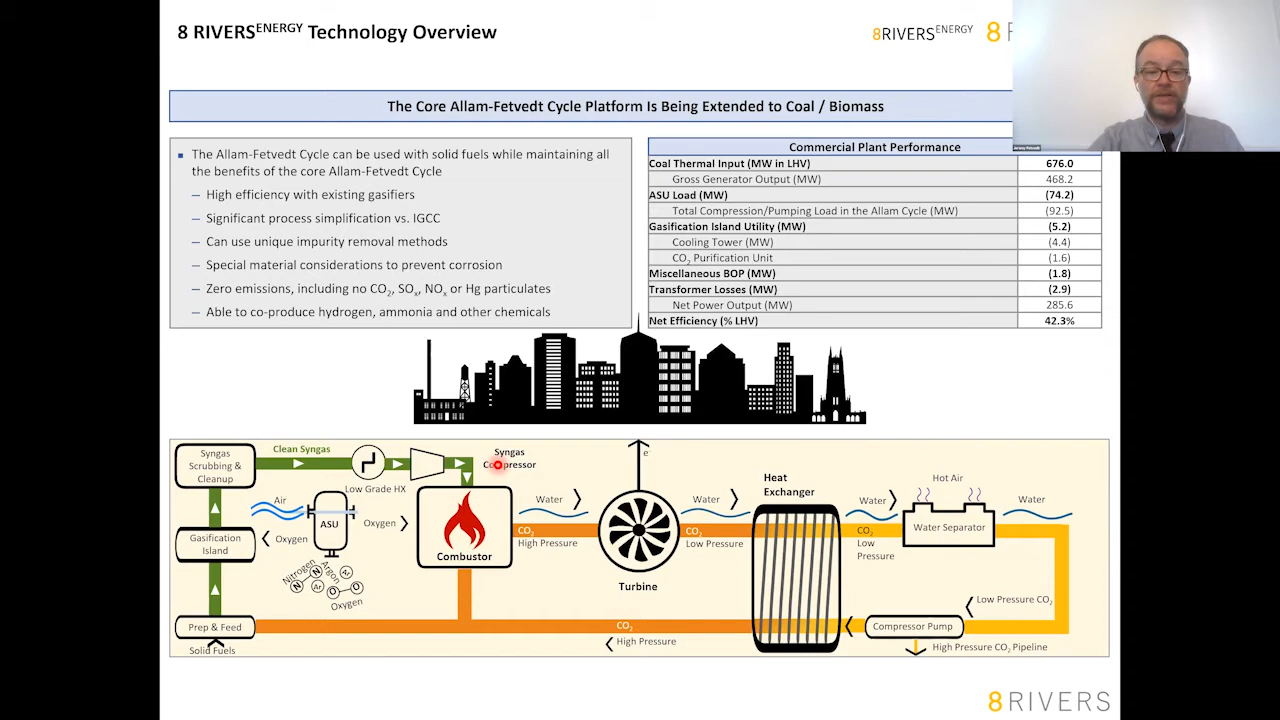 8 RIVERSENERGY Technology Overview
8RIVERSENERGY 8
The Core Allam-Fetvedt Cycle Platform Is Being Extended to Coal / Biomass
▪ The Allam-Fetvedt Cycle can be used with solid fuels while maintaining all
the benefits of the core Allam-Fetvedt Cycle
– High efficiency with existing gasifiers
– Significant process simplification vs. IGCC
– Can use unique impurity removal methods
– Special material considerations to prevent corrosion
– Zero emissions, including no CO2, SOx, NOx or Hg particulates
– Able to co-produce hydrogen, ammonia and other chemicals
Commercial Plant Performance
Coal Thermal Input (MW in LHV) 676.0
Gross Generator Output (MW) 468.2
ASU Load (MW) (74.2)
Total Compression/Pumping Load in the Allam Cycle (MW) (92.5)
Gasification Island Utility (MW) (5.2)
Cooling Tower (MW) (4.4)
CO2 Purification Unit (1.6)
Miscellaneous BOP (MW) (1.8)
Transformer Losses (MW) (2.9)
Net Power Output (MW) 285.6
Net Efficiency (% LHV) 42.3%
Syngas
Scrubbing &
Cleanup
Clean Syngas
Low Grade HX
Syngas
Compressor
Air
ASU
Oxygen
Oxygen
Gasification
Island
Nitrogen
N N
Argon
Ar
Ar
O O
Oxygen
Prep & Feed
Solid Fuels
Combustor
Water
CO2
High Pressure
e-
Turbine
Water
CO2
Low Pressure
Heat
Exchanger
Water
CO2
Low
Pressure
Hot Air
Water Separator
Water
Low Pressure CO2
Compressor Pump
High Pressure CO2 Pipeline
CO2
High Pressure
8 RIVERS